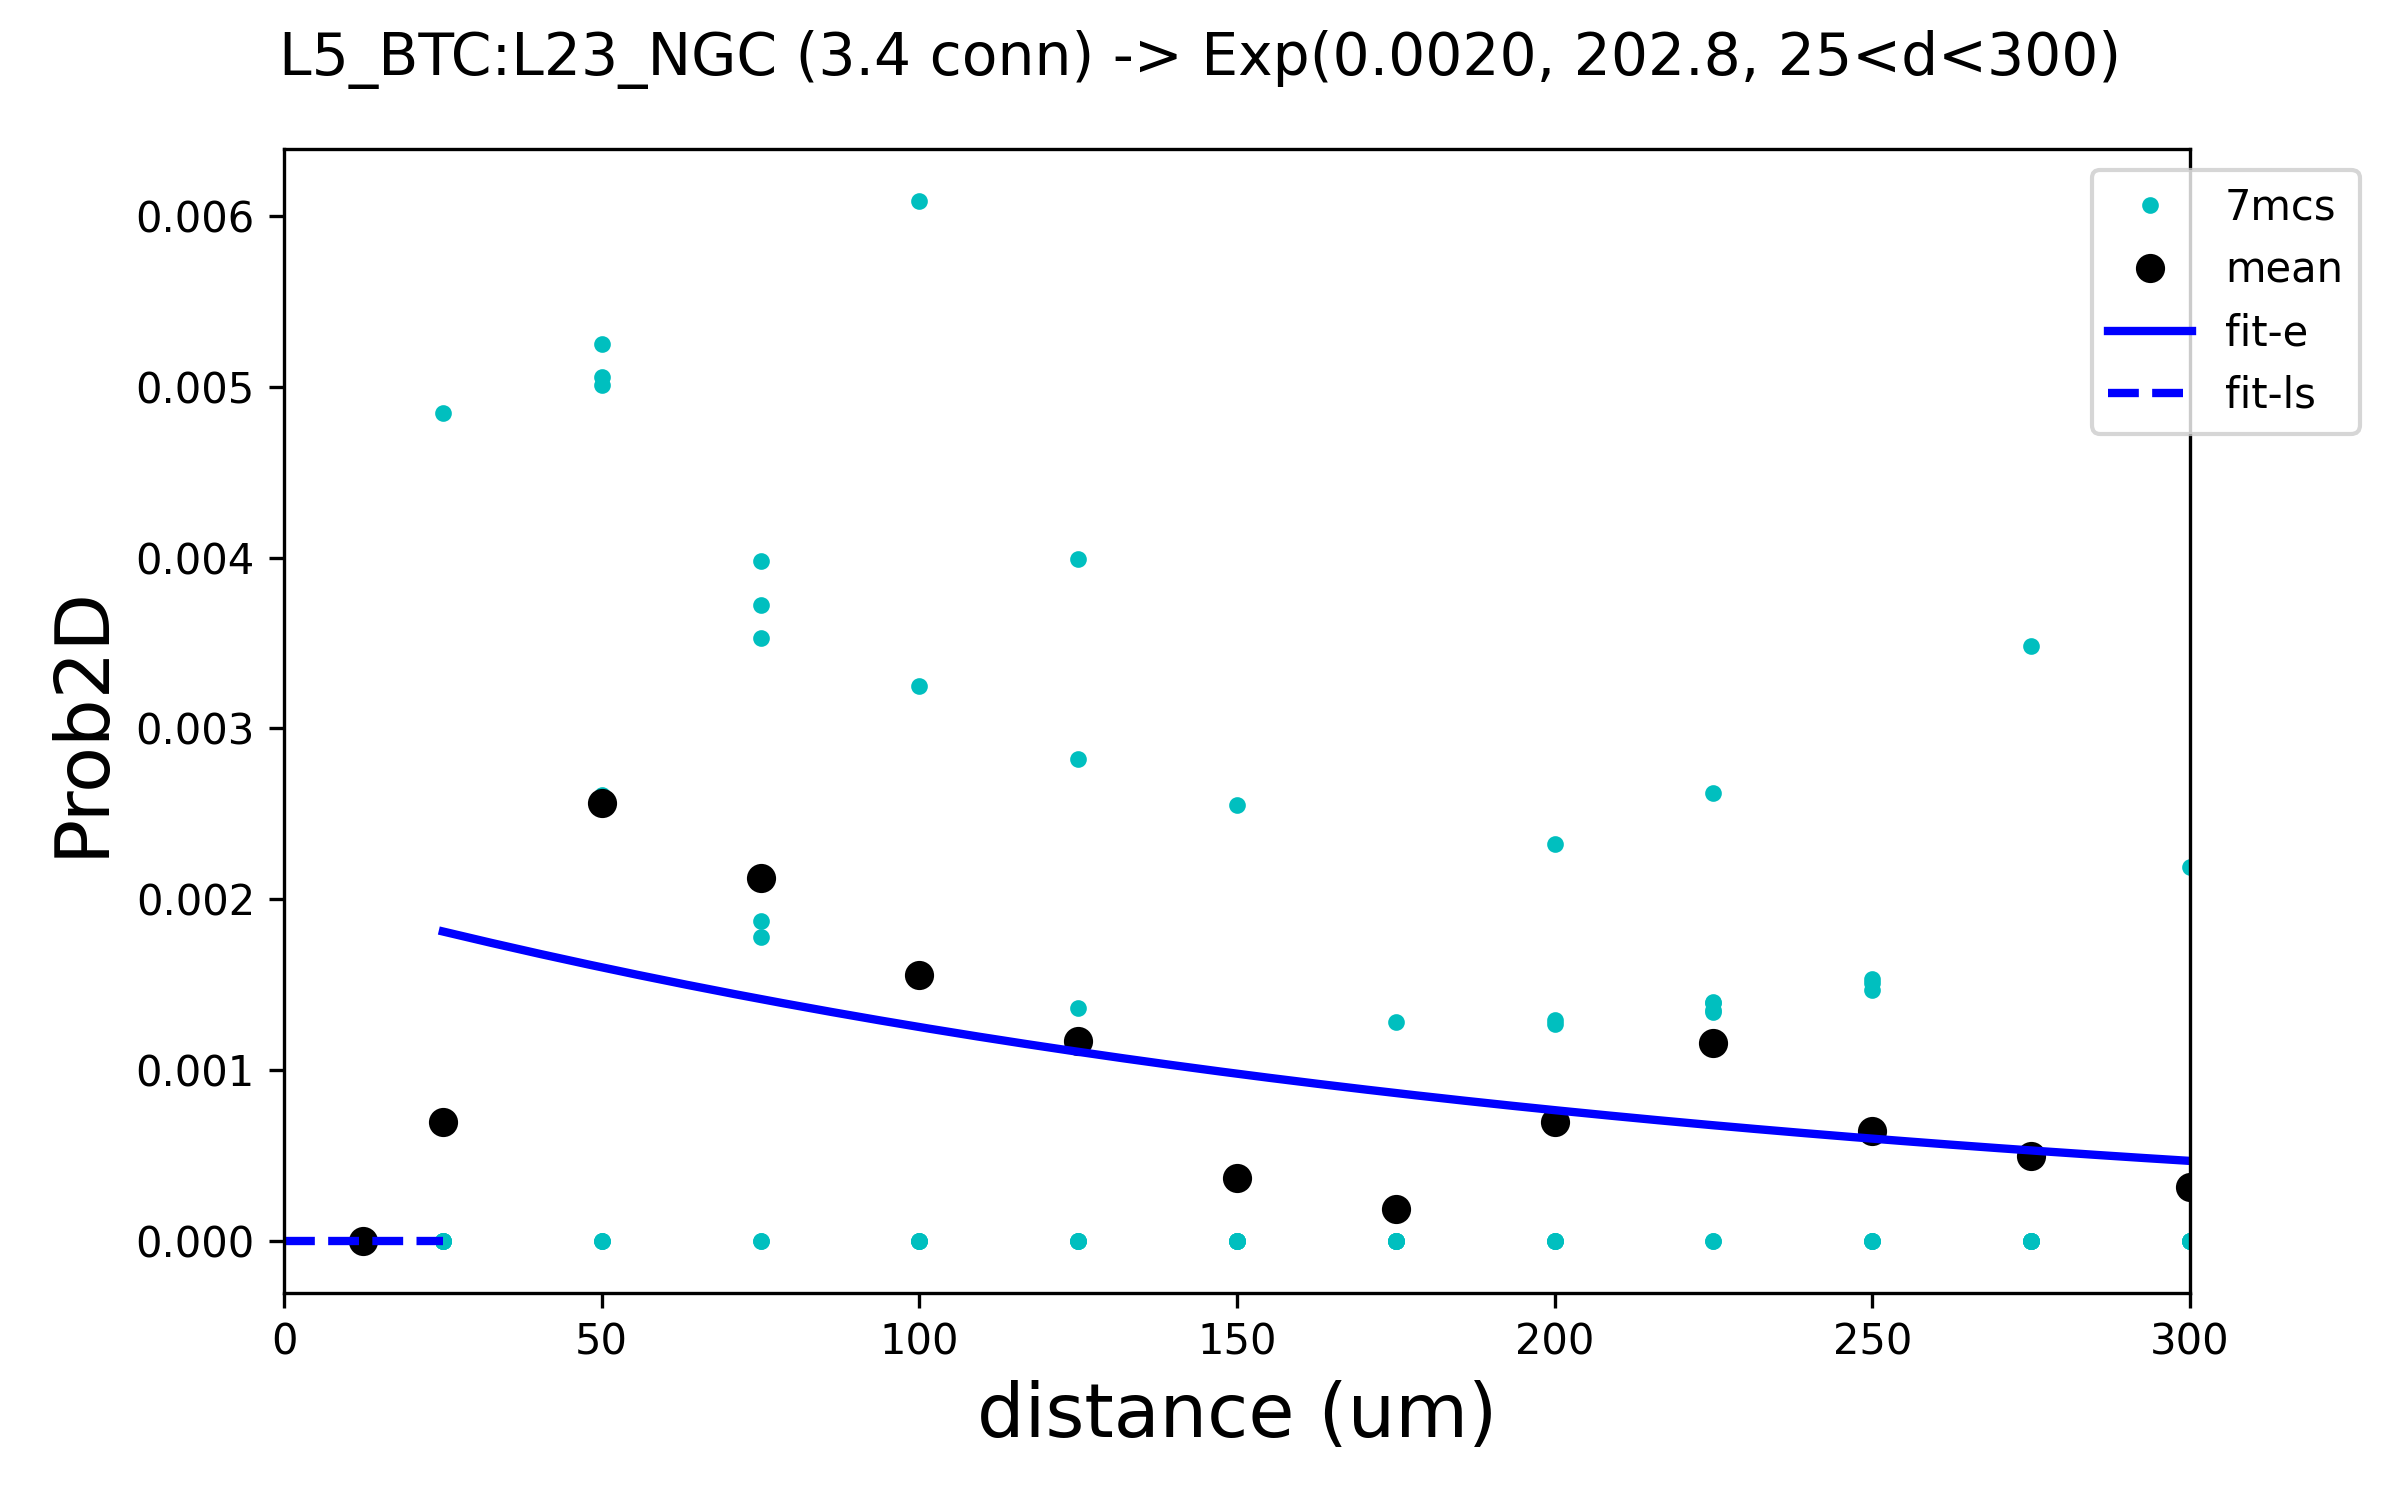 L5_BTC:L23_NGC (3.4 conn) -> Exp(0.0020, 202.8, 25<d<300)
7mcs
mean
fit-e
fit-ls
Prob2D
0.006
0.005
0.004
0.003
0.002
0.001
0.000
0 50 100 150 200 250 300
distance (um)